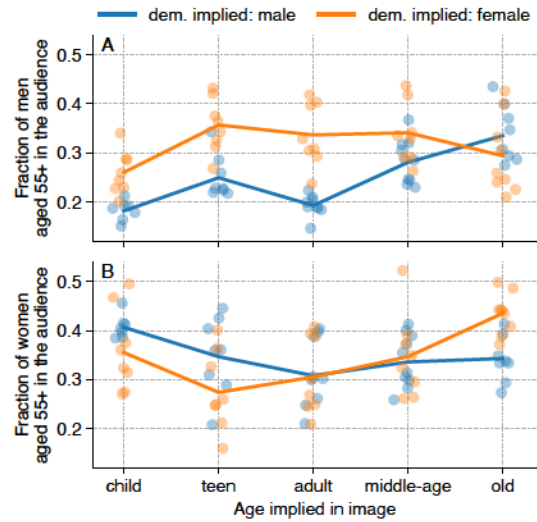 dem. implied: male dem. implied: female
A
Fraction of men
aged 55+ in the audience
0.5
0.4
0.3
0.2
B
Fraction of women
aged 55+ in the audience
0.5
0.4
0.3
0.2
child teen adult middle-age old
Age implied in image